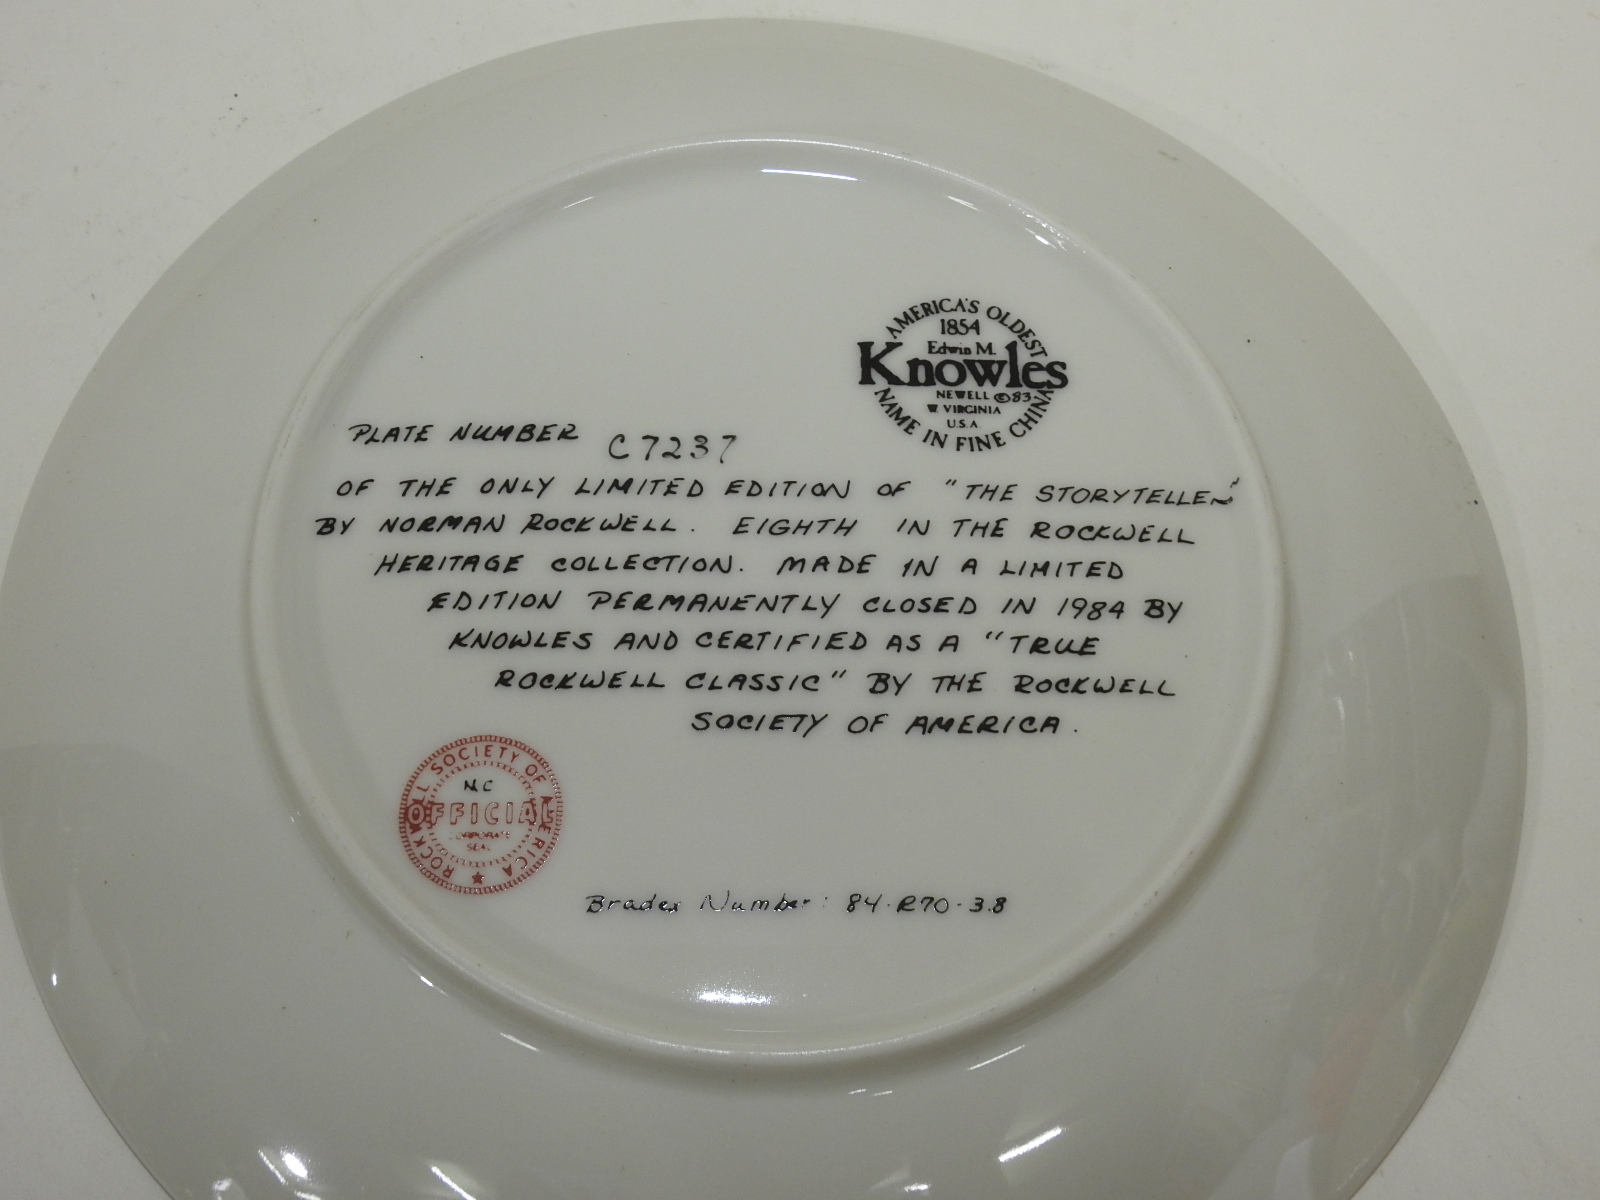 AMERICA'S OLDEST
1854
Edwin M.
Knowles
NEWELL ©83
W VIRGINIA
U.S.A.
NAME IN FINE CHINA
PLATE NUMBER C7237
OF THE ONLY LIMITED EDITION OF "THE STORYTELLER"
BY NORMAN ROCKWELL. EIGHTH IN THE ROCKWELL
HERITAGE COLLECTION. MADE IN A LIMITED
EDITION PERMANENTLY CLOSED IN 1984 BY
KNOWLES AND CERTIFIED AS A "TRUE
ROCKWELL CLASSIC" BY THE ROCKWELL
SOCIETY OF AMERICA.
ROCKWELL SOCIETY OF AMERICA
N.C
OFFICIAL
CORPORATE
SEAL
Bradex Number: 84-R70-3.8